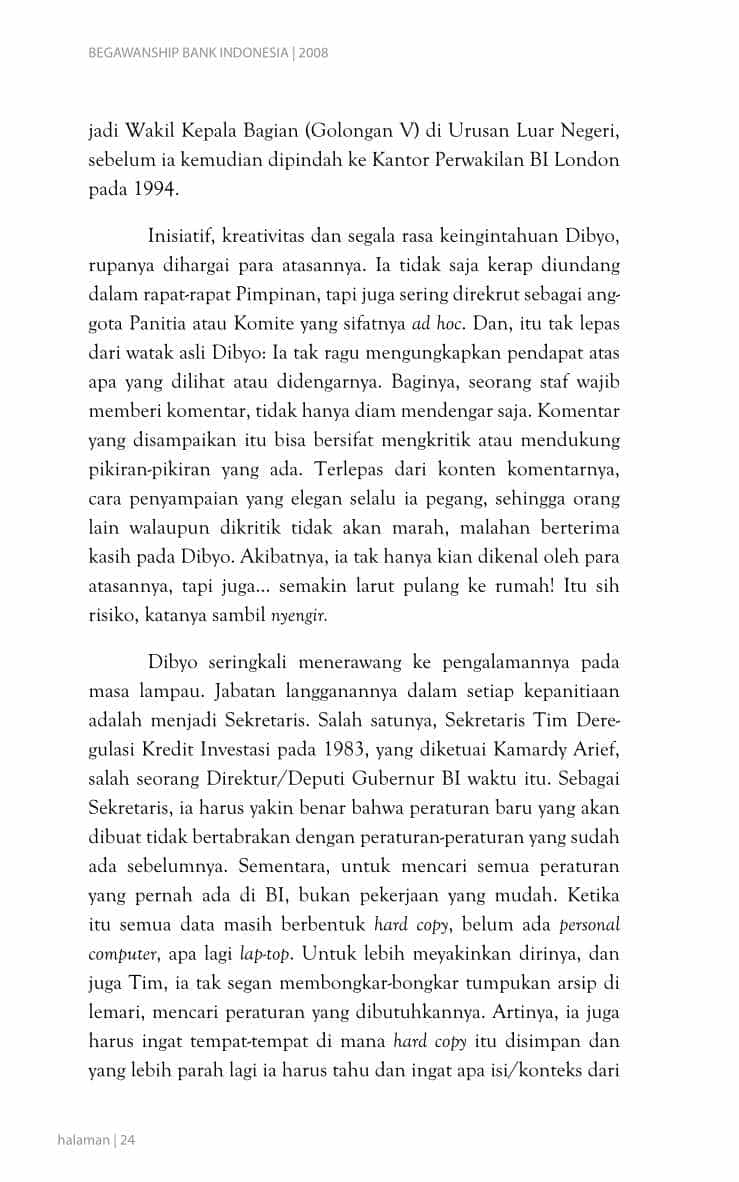 BEGAWANSHIP BANK INDONESIA | 2008
jadi Wakil Kepala Bagian (Golongan V) di Urusan Luar Negeri,
sebelum ia kemudian dipindah ke Kantor Perwakilan BI London
pada 1994.
Inisiatif, kreativitas dan segala rasa keingintahuan Dibyo,
rupanya dihargai para atasannya. Ia tidak saja kerap diundang
dalam rapat-rapat Pimpinan, tapi juga sering direkrut sebagai ang-
gota Panitia atau Komite yang sifatnya ad hoc. Dan, itu tak lepas
dari watak asli Dibyo: Ia tak ragu mengungkapkan pendapat atas
apa yang dilihat atau didengarnya. Baginya, seorang staf wajib
memberi komentar, tidak hanya diam mendengar saja. Komentar
yang disampaikan itu bisa bersifat mengkritik atau mendukung
pikiran-pikiran yang ada. Terlepas dari konten komentarnya,
cara penyampaian yang elegan selalu ia pegang, sehingga orang
lain walaupun dikritik tidak akan marah, malahan berterima
kasih pada Dibyo. Akibatnya, ia tak hanya kian dikenal oleh para
atasannya, tapi juga... semakin larut pulang ke rumah! Itu sih
risiko, katanya sambil nyengir.
Dibyo seringkali menerawang ke pengalamannya pada
masa lampau. Jabatan langganannya dalam setiap kepanitiaan
adalah menjadi Sekretaris. Salah satunya, Sekretaris Tim Dere-
gulasi Kredit Investasi pada 1983, yang diketuai Kamardy Arief,
salah seorang Direktur/Deputi Gubernur BI waktu itu. Sebagai
Sekretaris, ia harus yakin benar bahwa peraturan baru yang akan
dibuat tidak bertabrakan dengan peraturan-peraturan yang sudah
ada sebelumnya. Sementara, untuk mencari semua peraturan
yang pernah ada di BI, bukan pekerjaan yang mudah. Ketika
itu semua data masih berbentuk hard copy, belum ada personal
computer, apa lagi lap-top. Untuk lebih meyakinkan dirinya, dan
juga Tim, ia tak segan membongkar-bongkar tumpukan arsip di
lemari, mencari peraturan yang dibutuhkannya. Artinya, ia juga
harus ingat tempat-tempat di mana hard copy itu disimpan dan
yang lebih parah lagi ia harus tahu dan ingat apa isi/konteks dari
halaman | 24